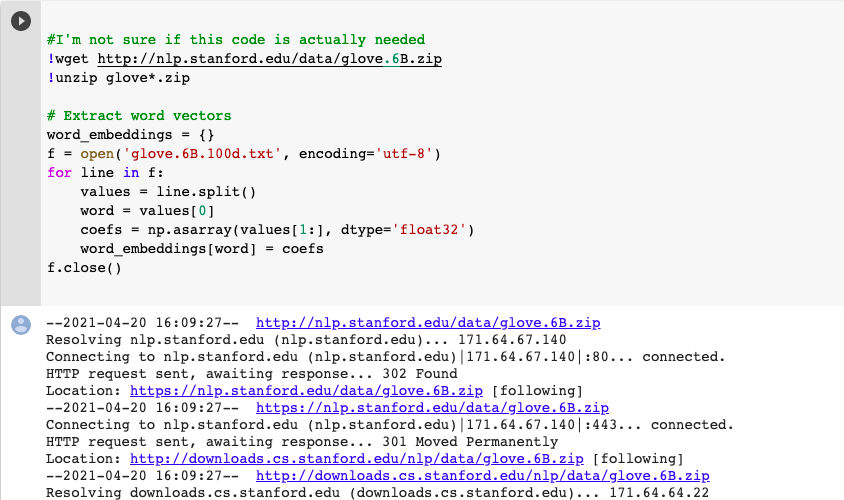 #I'm not sure if this code is actually needed
!wget http://nlp.stanford.edu/data/glove.6B.zip
!unzip glove*.zip
# Extract word vectors
word_embeddings = {}
f = open('glove.6B.100d.txt', encoding='utf-8')
for line in f:
    values = line.split()
    word = values[0]
    coefs = np.asarray(values[1:], dtype='float32')
    word_embeddings[word] = coefs
f.close()
--2021-04-20 16:09:27--  http://nlp.stanford.edu/data/glove.6B.zip
Resolving nlp.stanford.edu (nlp.stanford.edu)... 171.64.67.140
Connecting to nlp.stanford.edu (nlp.stanford.edu)|171.64.67.140|:80... connected.
HTTP request sent, awaiting response... 302 Found
Location: https://nlp.stanford.edu/data/glove.6B.zip [following]
--2021-04-20 16:09:27--  https://nlp.stanford.edu/data/glove.6B.zip
Connecting to nlp.stanford.edu (nlp.stanford.edu)|171.64.67.140|:443... connected.
HTTP request sent, awaiting response... 301 Moved Permanently
Location: http://downloads.cs.stanford.edu/nlp/data/glove.6B.zip [following]
--2021-04-20 16:09:27--  http://downloads.cs.stanford.edu/nlp/data/glove.6B.zip
Resolving downloads.cs.stanford.edu (downloads.cs.stanford.edu)... 171.64.64.22